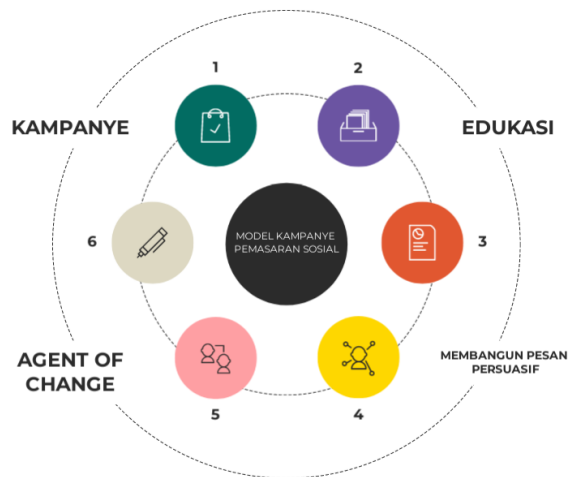 1
2
KAMPANYE
EDUKASI
MODEL KAMPANYE
PEMASARAN SOSIAL
6
3
AGENT OF
CHANGE
MEMBANGUN PESAN
PERSUASIF
5
4